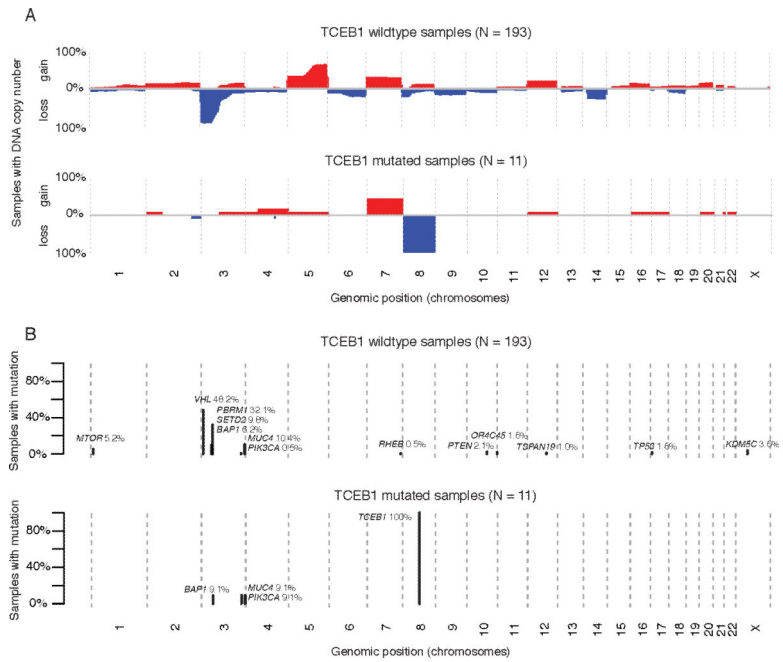 A
TCEB1 wildtype samples (N = 193)
Samples with DNA copy number
gain
loss
100%
0%
100%
TCEB1 mutated samples (N = 11)
gain
loss
100%
0%
100%
1 2 3 4 5 6 7 8 9 10 11 12 13 14 15 16 17 18 19 20 21 22 X
Genomic position (chromosomes)
B
TCEB1 wildtype samples (N = 193)
Samples with mutation
80%
40%
0%
MTOR 5.2%
VHL 48.2%
PBRM1 32.1%
SETD2 9.8%
BAP1 6.2%
MUC4 10.4%
PIK3CA 0.5%
RHEB 0.5%
OR4C45 1.6%
PTEN 2.1%
TSPAN19 1.0%
TP53 1.6%
KDM5C 3.6%
TCEB1 mutated samples (N = 11)
Samples with mutation
80%
40%
0%
TCEB1 100%
BAP1 9.1%
MUC4 9.1%
PIK3CA 9.1%
1 2 3 4 5 6 7 8 9 10 11 12 13 14 15 16 17 18 19 20 21 22 X
Genomic position (chromosomes)